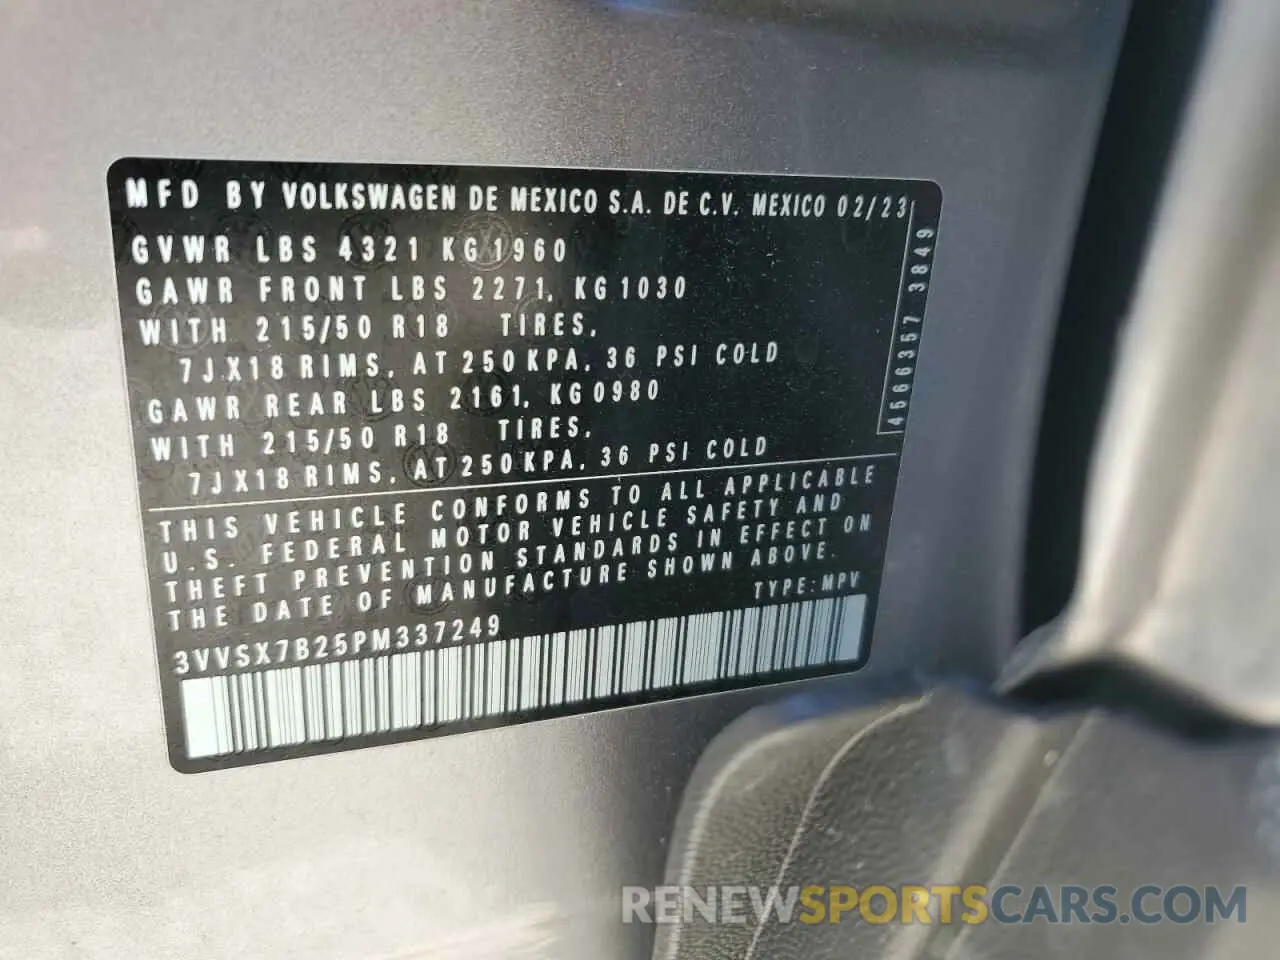 MFD BY VOLKSWAGEN DE MEXICO S.A. DE C.V. MEXICO 02/23
GVWR LBS 4321 KG 1960
GAWR FRONT LBS 2271, KG 1030
WITH 215/50 R18 TIRES,
7JX18 RIMS, AT 250 KPA, 36 PSI COLD
GAWR REAR LBS 2161, KG 0980
WITH 215/50 R18 TIRES,
7JX18 RIMS, AT 250 KPA, 36 PSI COLD
4566357 3849
THIS VEHICLE CONFORMS TO ALL APPLICABLE
U.S. FEDERAL MOTOR VEHICLE SAFETY AND
THEFT PREVENTION STANDARDS IN EFFECT ON
THE DATE OF MANUFACTURE SHOWN ABOVE.
TYPE: MPV
3VVSX7B25PM337249
RENEWSPORTSCARS.COM